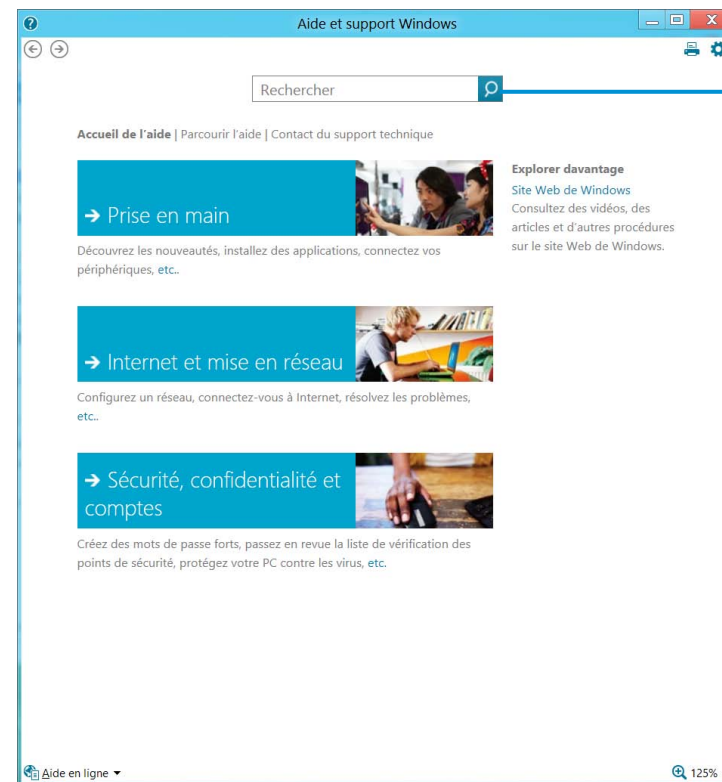 Aide et support Windows
Rechercher
Accueil de l'aide | Parcourir l'aide | Contact du support technique
→ Prise en main
Découvrez les nouveautés, installez des applications, connectez vos
périphériques, etc..
→ Internet et mise en réseau
Configurez un réseau, connectez-vous à Internet, résolvez les problèmes,
etc..
→ Sécurité, confidentialité et
comptes
Créez des mots de passe forts, passez en revue la liste de vérification des
points de sécurité, protégez votre PC contre les virus, etc.
Explorer davantage
Site Web de Windows
Consultez des vidéos, des
articles et d'autres procédures
sur le site Web de Windows.
Aide en ligne
125%